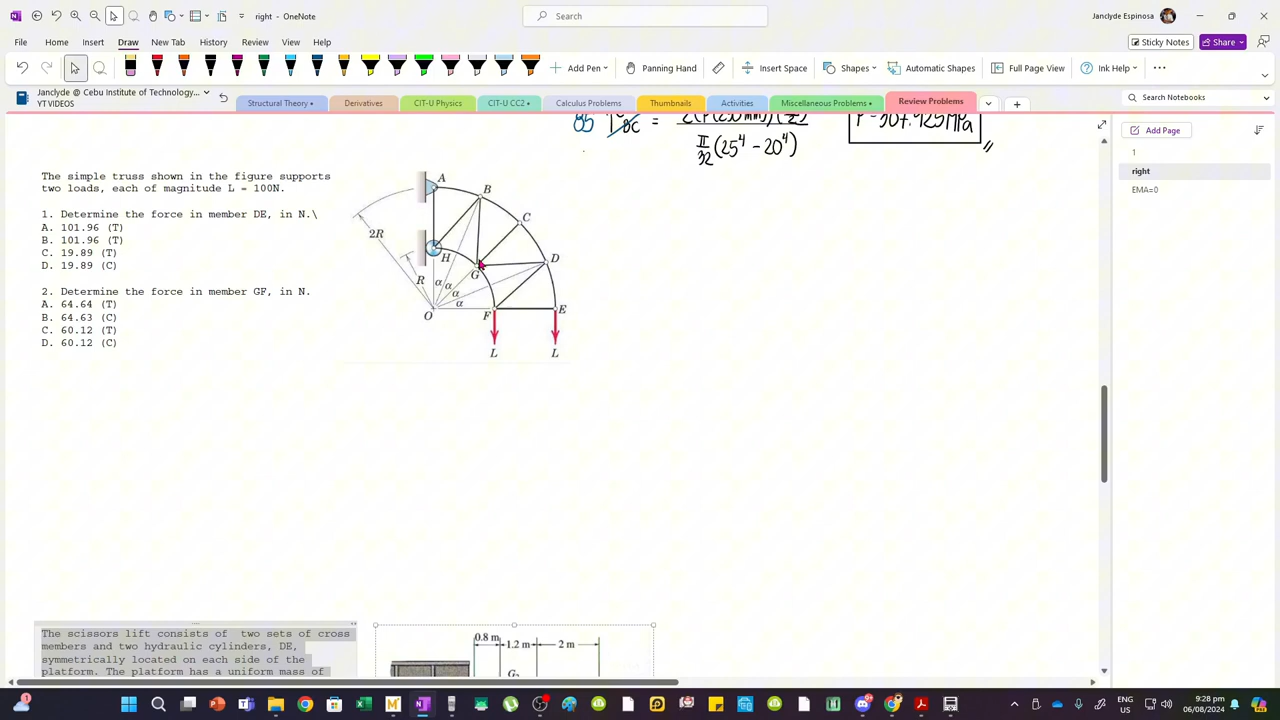 right - OneNote
Search
Janclyde Espinosa
File Home Insert Draw New Tab History Review View Help
Sticky Notes
Share
Add Pen
Panning Hand
Insert Space
Shapes
Automatic Shapes
Full Page View
Ink Help
Janclyde @ Cebu Institute of Technology...
YT VIDEOS
Structural Theory
Derivatives
CIT-U Physics
CIT-U CC2
Calculus Problems
Thumbnails
Activities
Miscellaneous Problems
Review Problems
Search Notebooks
Add Page
1
right
EMA=0
85
=
π/32 (25⁴ - 20⁴)
The simple truss shown in the figure supports
two loads, each of magnitude L = 100N.
1. Determine the force in member DE, in N.\
A. 101.96 (T)
B. 101.96 (T)
C. 19.89 (T)
D. 19.89 (C)
2. Determine the force in member GF, in N.
A. 64.64 (T)
B. 64.63 (C)
C. 60.12 (T)
D. 60.12 (C)
A
B
C
2R
H
D
G
R
α
α
α
α
O
F
E
L
L
The scissors lift consists of two sets of cross
members and two hydraulic cylinders, DE,
symmetrically located on each side of the
platform. The platform has a uniform mass of
0.8 m
1.2 m
2 m
1
ENG
US
9:28 pm
06/08/2024